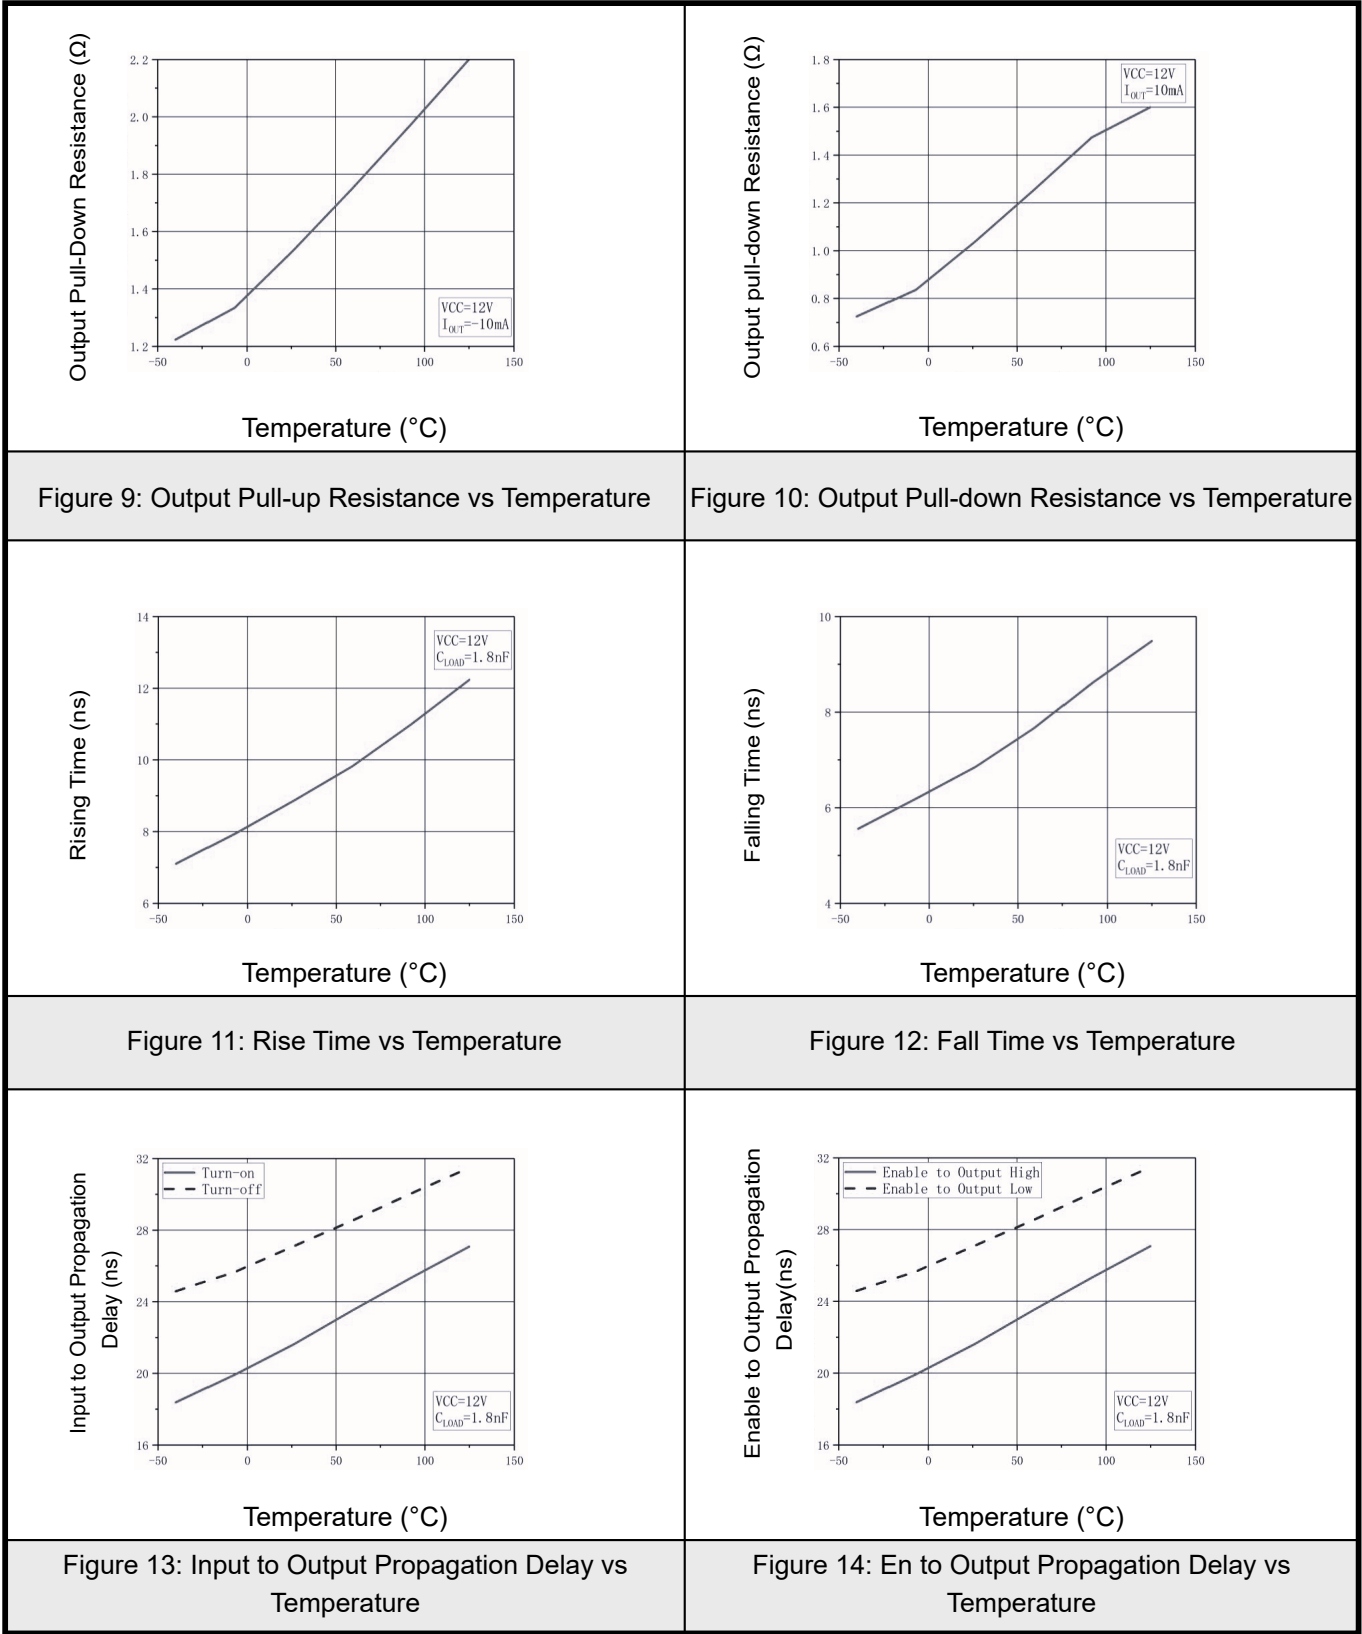 Output Pull-Down Resistance (Ω)
2.2
2.0
1.8
1.6
1.4
1.2
-50 0 50 100 150
VCC=12V
I_OUT=-10mA
Temperature (°C)
Output pull-down Resistance (Ω)
1.8
1.6
1.4
1.2
1.0
0.8
0.6
-50 0 50 100 150
VCC=12V
I_OUT=10mA
Temperature (°C)
Figure 9: Output Pull-up Resistance vs Temperature
Figure 10: Output Pull-down Resistance vs Temperature
Rising Time (ns)
14
12
10
8
6
-50 0 50 100 150
VCC=12V
C_LOAD=1.8nF
Temperature (°C)
Falling Time (ns)
10
8
6
4
-50 0 50 100 150
VCC=12V
C_LOAD=1.8nF
Temperature (°C)
Figure 11: Rise Time vs Temperature
Figure 12: Fall Time vs Temperature
Input to Output Propagation
Delay (ns)
32
28
24
20
16
-50 0 50 100 150
Turn-on
Turn-off
VCC=12V
C_LOAD=1.8nF
Temperature (°C)
Enable to Output Propagation
Delay(ns)
32
28
24
20
16
-50 0 50 100 150
Enable to Output High
Enable to Output Low
VCC=12V
C_LOAD=1.8nF
Temperature (°C)
Figure 13: Input to Output Propagation Delay vs
Temperature
Figure 14: En to Output Propagation Delay vs
Temperature